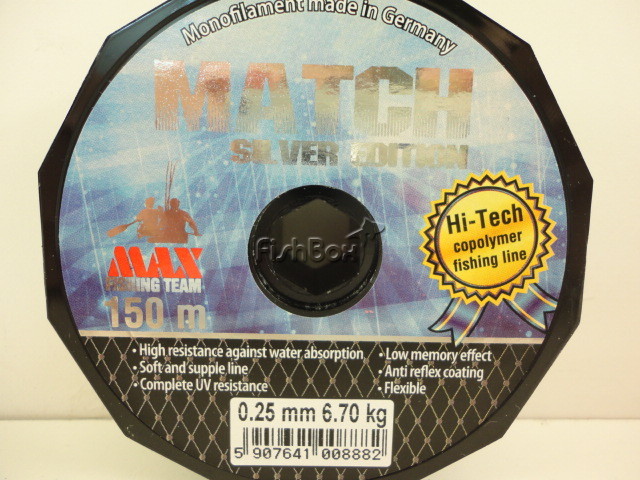 Monofilament made in Germany
MATCH
SILVER EDITION
Hi-Tech
copolymer
fishing line
FishBox
MAX
FISHING TEAM
150 m
• High resistance against water absorption
• Soft and supple line
• Complete UV resistance
• Low memory effect
• Anti reflex coating
• Flexible
0.25 mm 6.70 kg
5 907641 008882